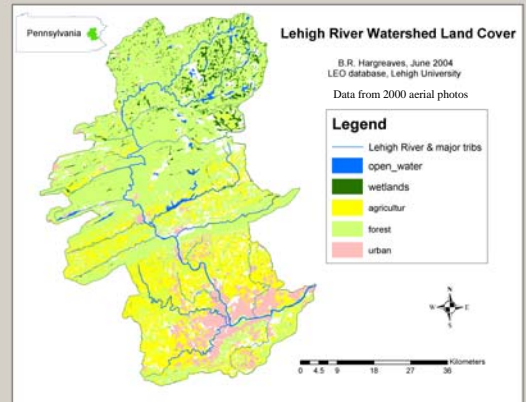 Pennsylvania
Lehigh River Watershed Land Cover
B.R. Hargreaves, June 2004
LEO database, Lehigh University
Data from 2000 aerial photos
Legend
Lehigh River & major tribs
open_water
wetlands
agricultur
forest
urban
N
W E
S
Kilometers
0 4.5 9 18 27 36